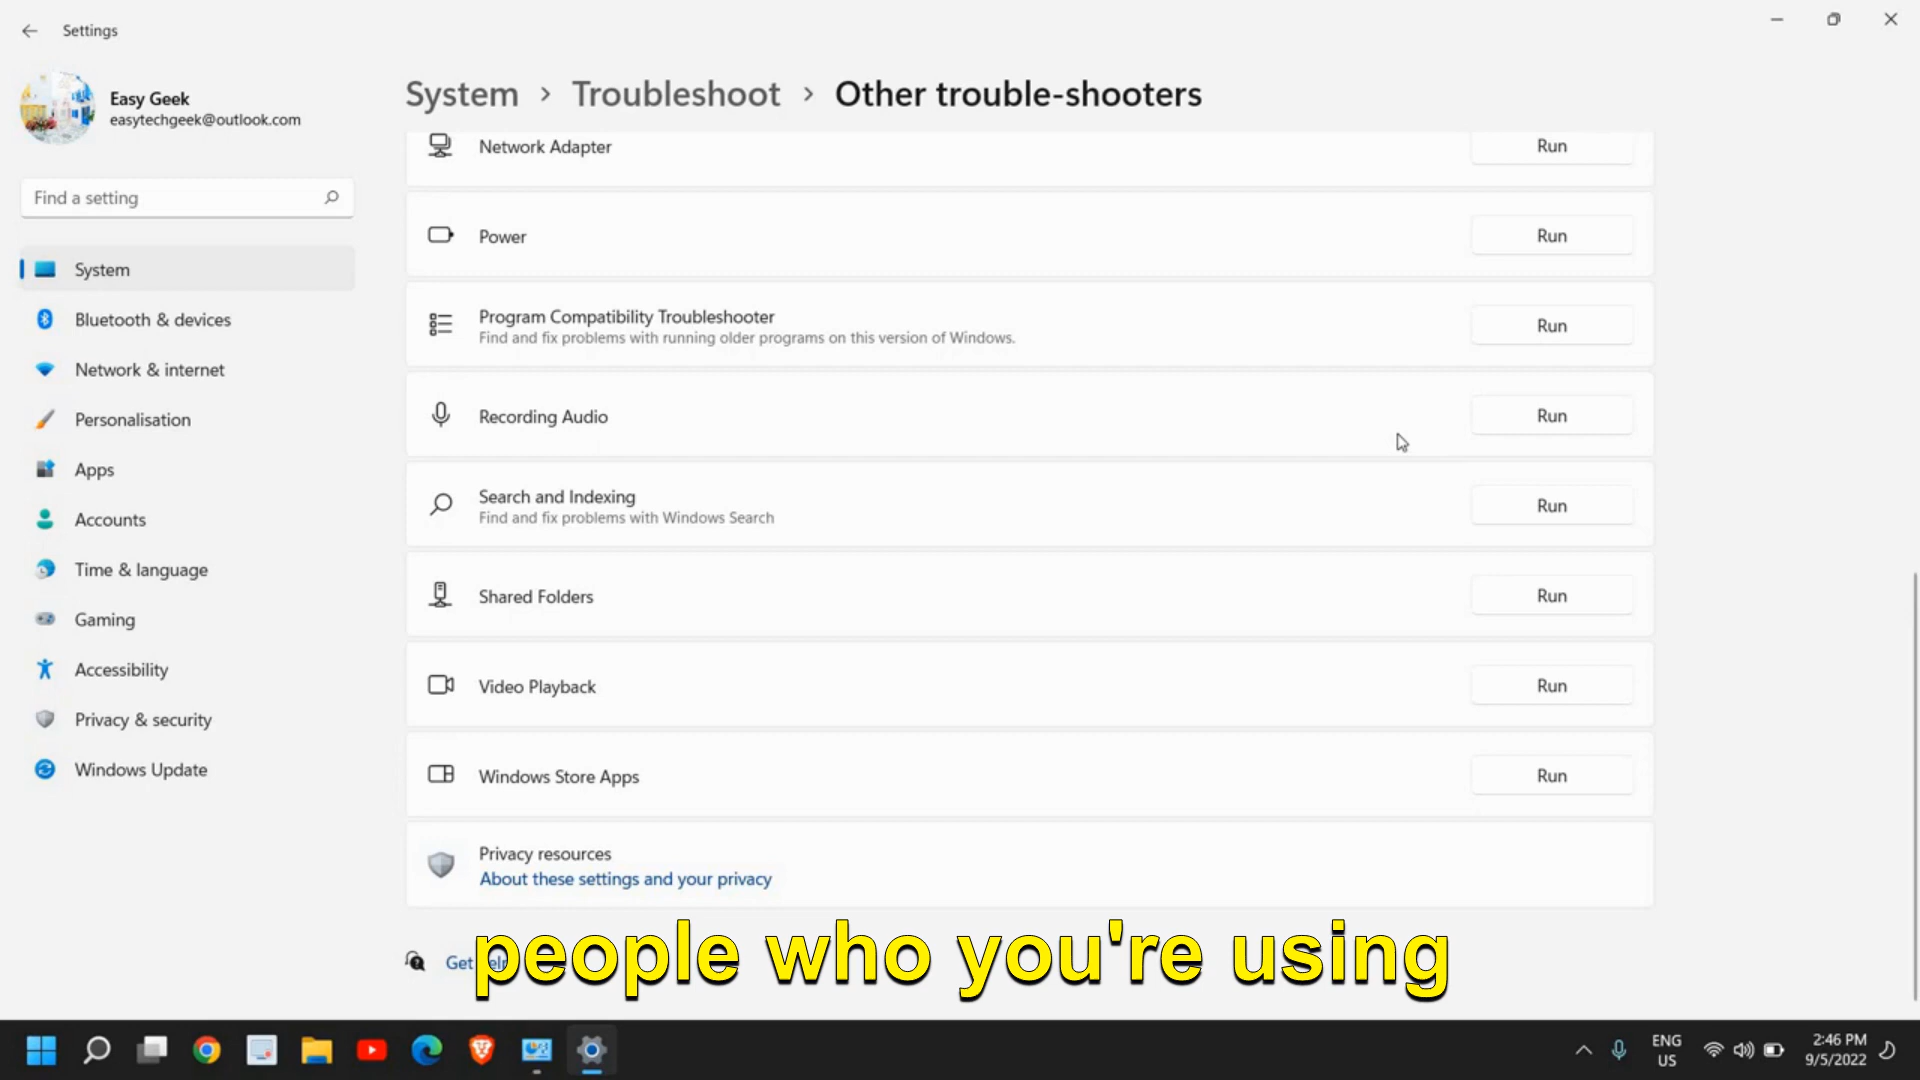 Settings
Easy Geek
easytechgeek@outlook.com
Find a setting
System
Bluetooth & devices
Network & internet
Personalisation
Apps
Accounts
Time & language
Gaming
Accessibility
Privacy & security
Windows Update
System > Troubleshoot > Other trouble-shooters
Network Adapter Run
Power Run
Program Compatibility Troubleshooter
Find and fix problems with running older programs on this version of Windows.
Run
Recording Audio Run
Search and Indexing
Find and fix problems with Windows Search
Run
Shared Folders Run
Video Playback Run
Windows Store Apps Run
Privacy resources
About these settings and your privacy
Get
people who you're using
ENG
US
2:46 PM
9/5/2022